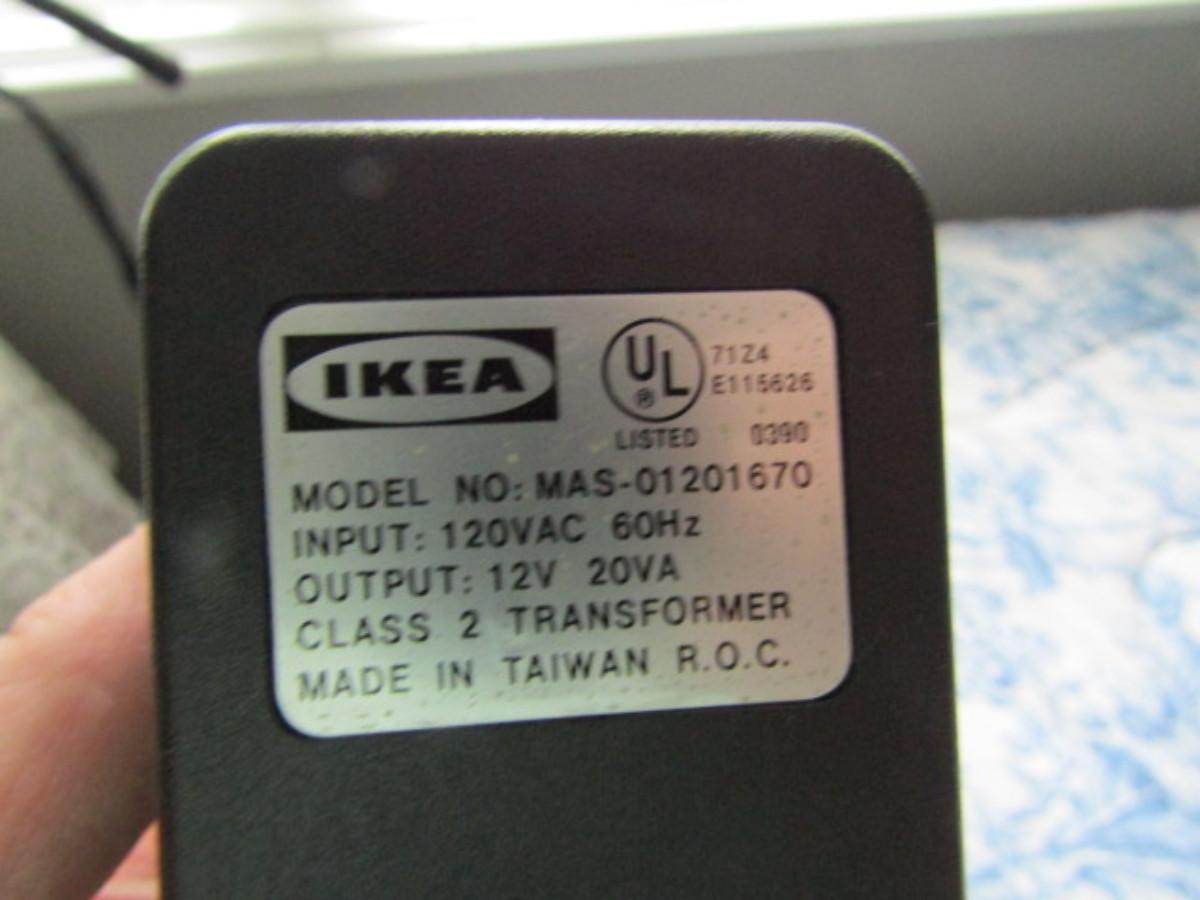 IKEA
UL
®
71Z4
E115626
LISTED 0390
MODEL NO: MAS-01201670
INPUT: 120VAC 60Hz
OUTPUT: 12V 20VA
CLASS 2 TRANSFORMER
MADE IN TAIWAN R.O.C.